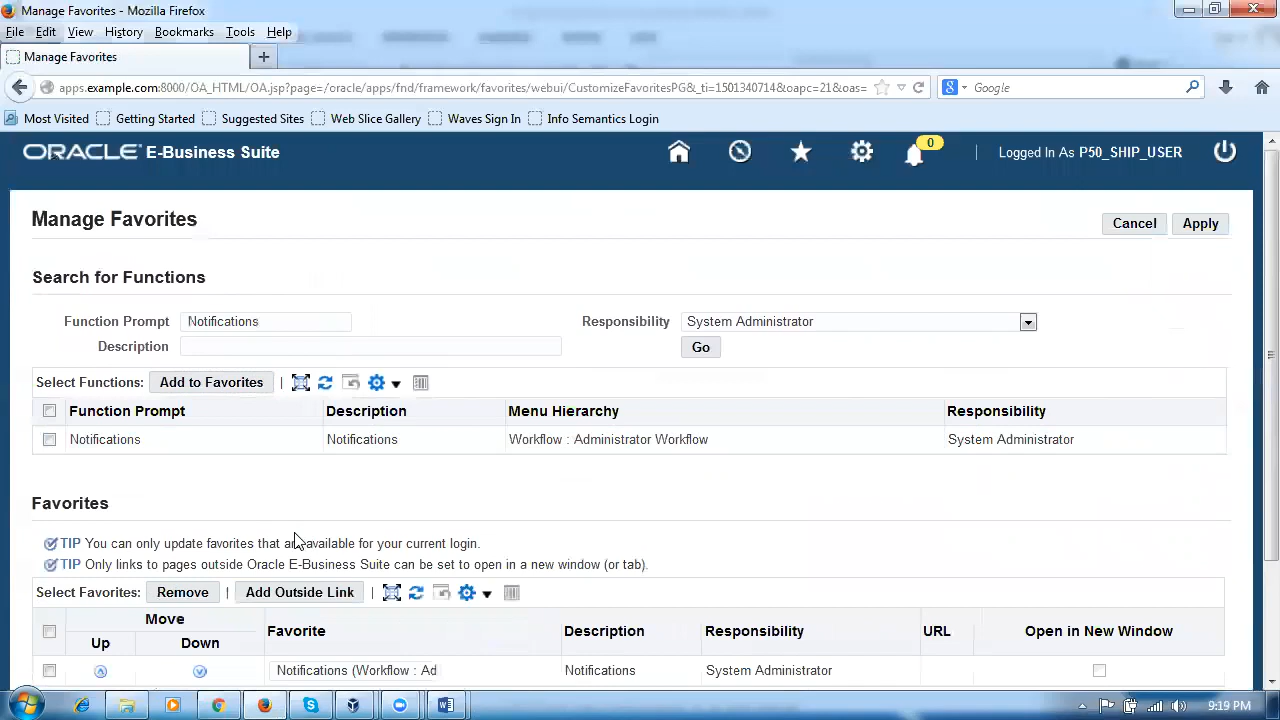 Manage Favorites - Mozilla Firefox
File Edit View History Bookmarks Tools Help
Manage Favorites
apps.example.com:8000/OA_HTML/OA.jsp?page=/oracle/apps/fnd/framework/favorites/webui/CustomizeFavoritesPG&_ti=1501340714&oapc=21&oas=
Google
Most Visited Getting Started Suggested Sites Web Slice Gallery Waves Sign In Info Semantics Login
ORACLE E-Business Suite
0
Logged In As P50_SHIP_USER
Manage Favorites
Cancel Apply
Search for Functions
Function Prompt Notifications Responsibility System Administrator
Description Go
Select Functions: Add to Favorites
Function Prompt Description Menu Hierarchy Responsibility
Notifications Notifications Workflow : Administrator Workflow System Administrator
Favorites
TIP You can only update favorites that are available for your current login.
TIP Only links to pages outside Oracle E-Business Suite can be set to open in a new window (or tab).
Select Favorites: Remove Add Outside Link
Move
Up Down Favorite Description Responsibility URL Open in New Window
Notifications (Workflow : Ad Notifications System Administrator
9:19 PM